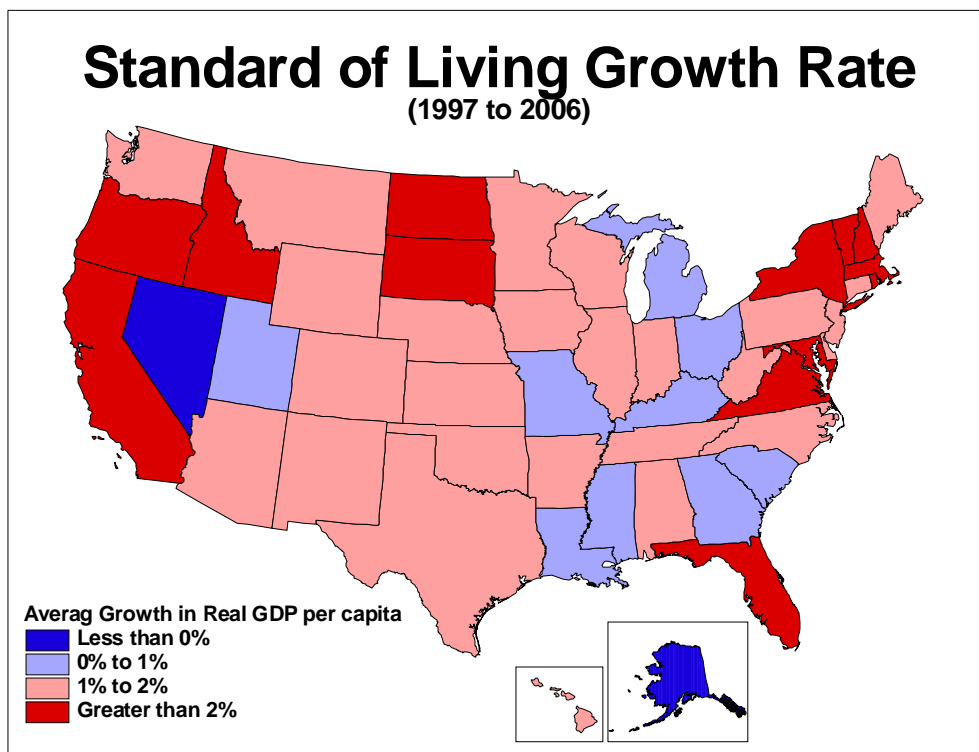 Standard of Living Growth Rate
(1997 to 2006)
Averag Growth in Real GDP per capita
Less than 0%
0% to 1%
1% to 2%
Greater than 2%